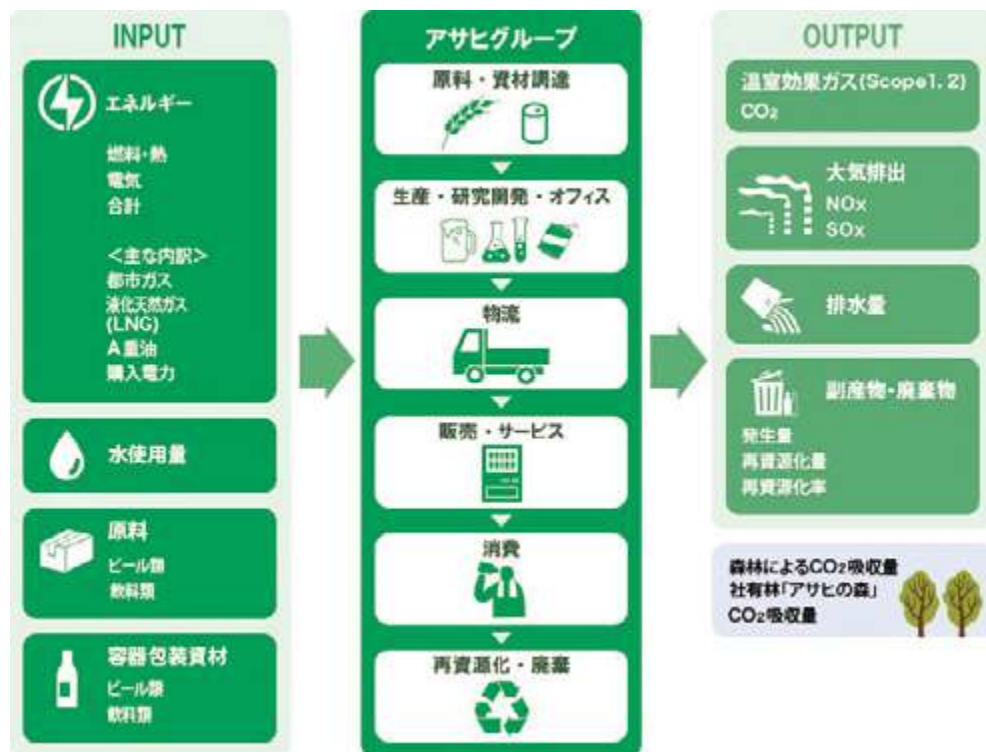 INPUT
エネルギー
燃料・熱
電気
合計
<主な内訳>
都市ガス
液化天然ガス
(LNG)
A重油
購入電力
水使用量
原料
ビール類
飲料類
容器包装資材
ビール類
飲料類
アサヒグループ
原料・資材調達
生産・研究開発・オフィス
物流
販売・サービス
消費
再資源化・廃棄
OUTPUT
温室効果ガス(Scope1, 2)
CO₂
大気排出
NOx
SOx
排水量
副産物・廃棄物
発生量
再資源化量
再資源化率
森林によるCO₂吸収量
社有林「アサヒの森」
CO₂吸収量